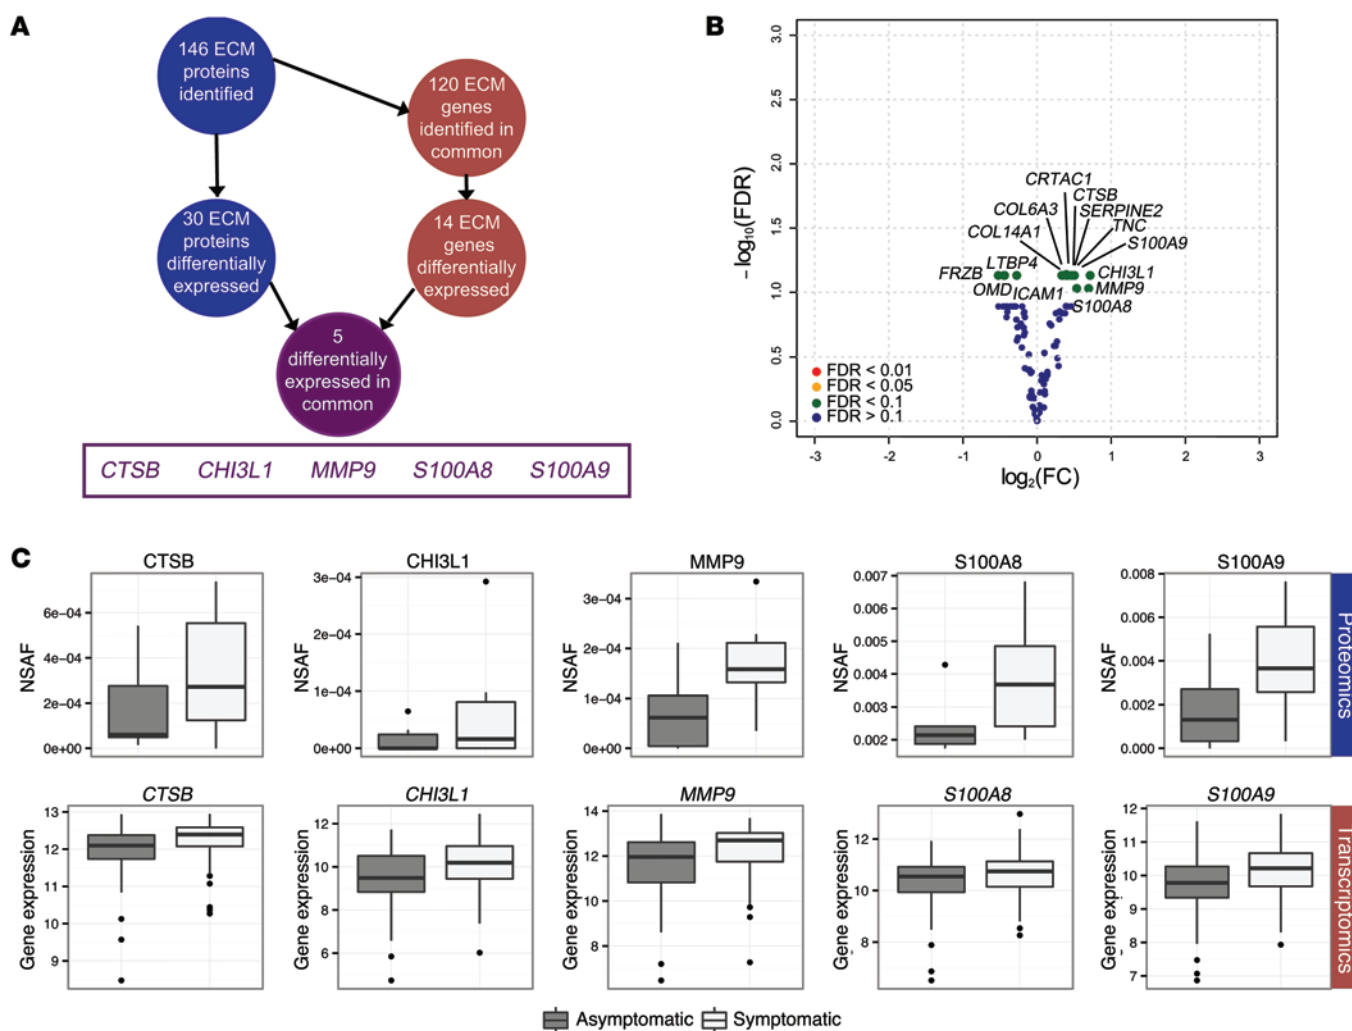 A
146 ECM
proteins
identified
120 ECM
genes
identified in
common
30 ECM
proteins
differentially
expressed
14 ECM
genes
differentially
expressed
5
differentially
expressed in
common
CTSB CHI3L1 MMP9 S100A8 S100A9
B
3.0
2.5
2.0
1.5
1.0
0.5
0.0
−log10(FDR)
CRTAC1
CTSB
COL6A3
SERPINE2
COL14A1
TNC
S100A9
FRZB
LTBP4
CHI3L1
OMD
ICAM1
MMP9
S100A8
FDR < 0.01
FDR < 0.05
FDR < 0.1
FDR > 0.1
-3 -2 -1 0 1 2 3
log2(FC)
C
CTSB CHI3L1 MMP9 S100A8 S100A9
NSAF
6e−04
4e−04
2e−04
0e+00
NSAF
3e−04
2e−04
1e−04
0e+00
NSAF
3e−04
2e−04
1e−04
0e+00
NSAF
0.007
0.006
0.005
0.004
0.003
0.002
NSAF
0.008
0.006
0.004
0.002
0.000
Proteomics
CTSB CHI3L1 MMP9 S100A8 S100A9
Gene expression
13
12
11
10
9
Gene expression
12
10
8
6
Gene expression
14
12
10
8
Gene expression
12
10
8
Gene expression
12
11
10
9
8
7
Transcriptomics
Asymptomatic Symptomatic